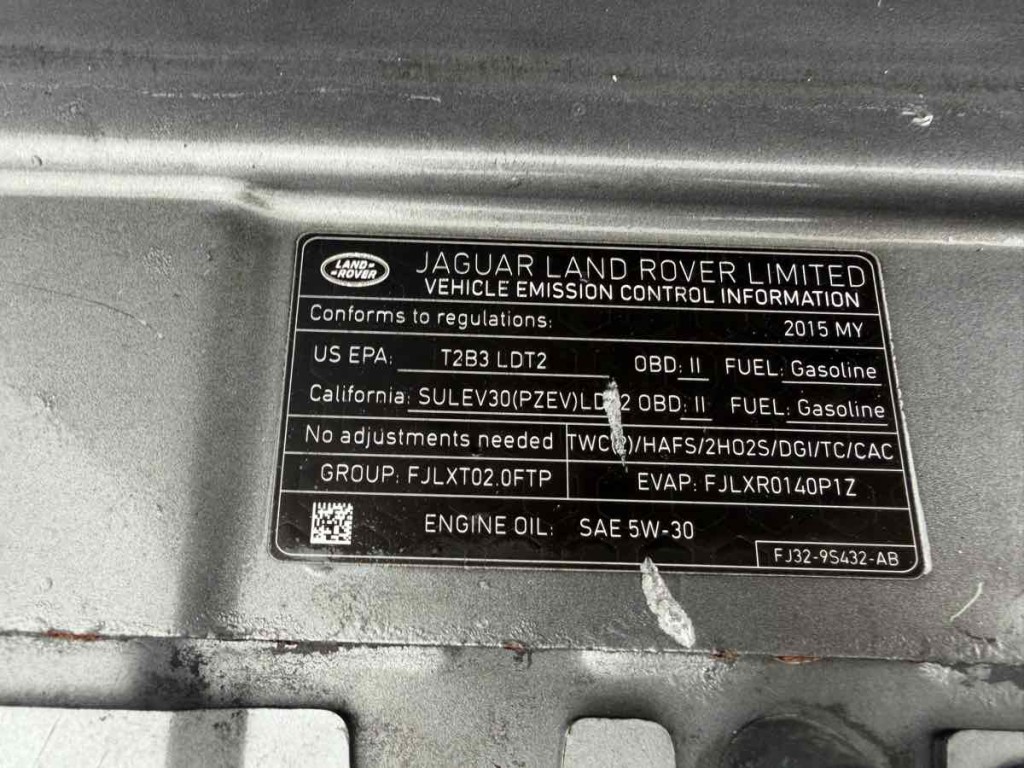 LAND-
-ROVER
JAGUAR LAND ROVER LIMITED
VEHICLE EMISSION CONTROL INFORMATION
Conforms to regulations: 2015 MY
US EPA: T2B3 LDT2 OBD: II FUEL: Gasoline
California: SULEV30(PZEV) OBD: II FUEL: Gasoline
No adjustments needed /HAFS/2HO2S/DGI/TC/CAC
GROUP: FJLXT02.0FTP EVAP: FJLXR0140P1Z
ENGINE OIL: SAE 5W-30
FJ32-9S432-AB